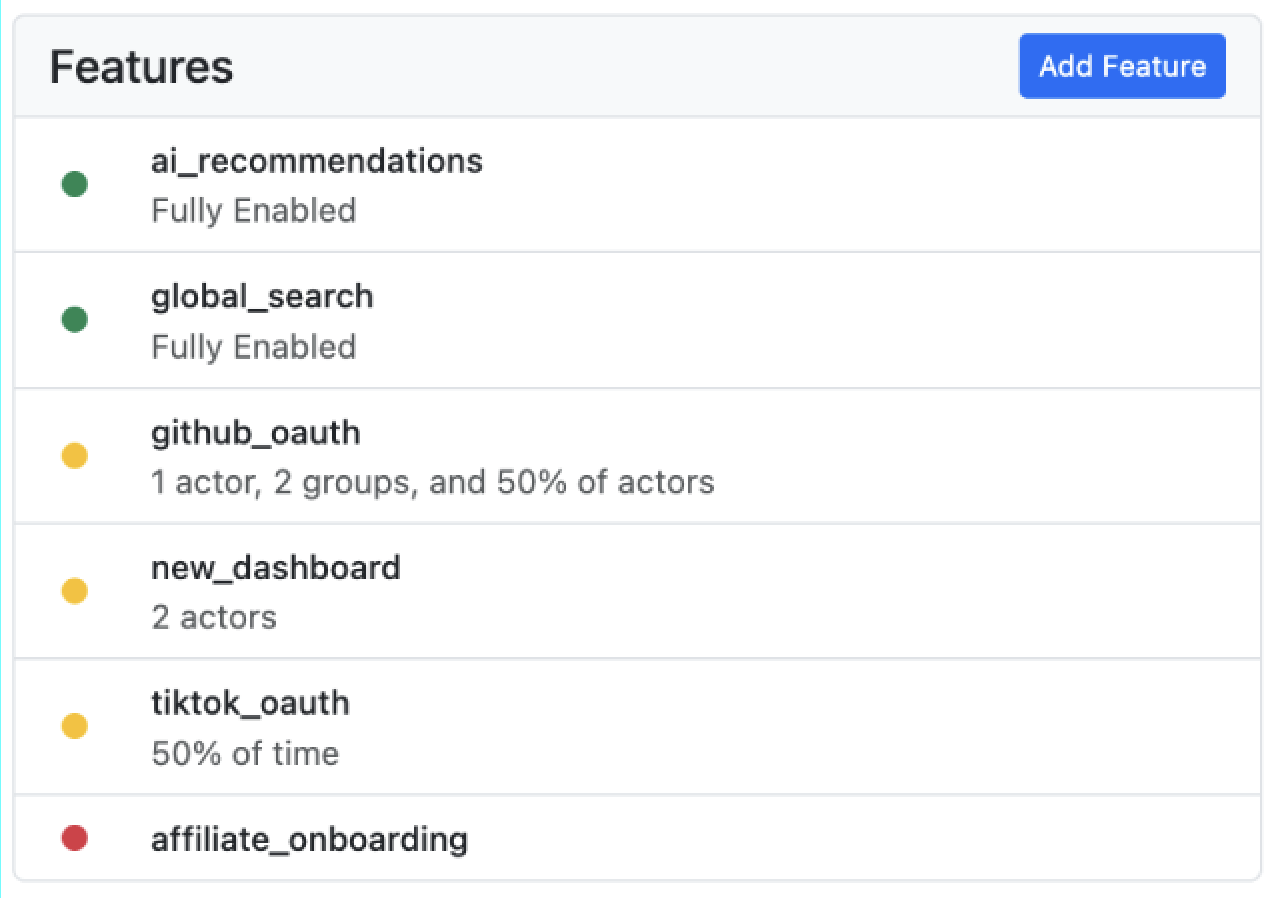 Features
Add Feature
ai_recommendations
Fully Enabled
global_search
Fully Enabled
github_oauth
1 actor, 2 groups, and 50% of actors
new_dashboard
2 actors
tiktok_oauth
50% of time
affiliate_onboarding